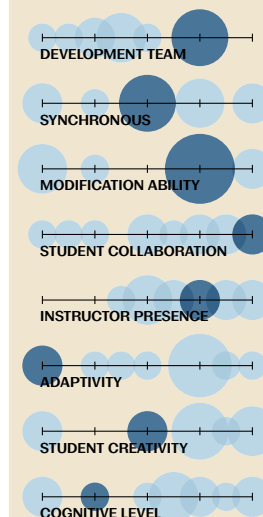 DEVELOPMENT TEAM
SYNCHRONOUS
MODIFICATION ABILITY
STUDENT COLLABORATION
INSTRUCTOR PRESENCE
ADAPTIVITY
STUDENT CREATIVITY
COGNITIVE LEVEL